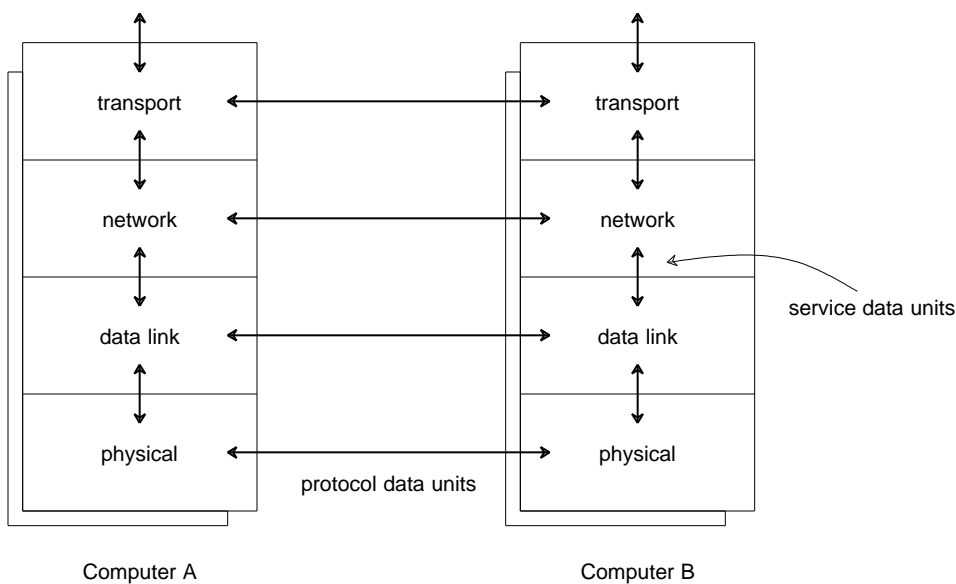 transport
transport
network
network
service data units
data link
data link
physical
physical
protocol data units
Computer A
Computer B